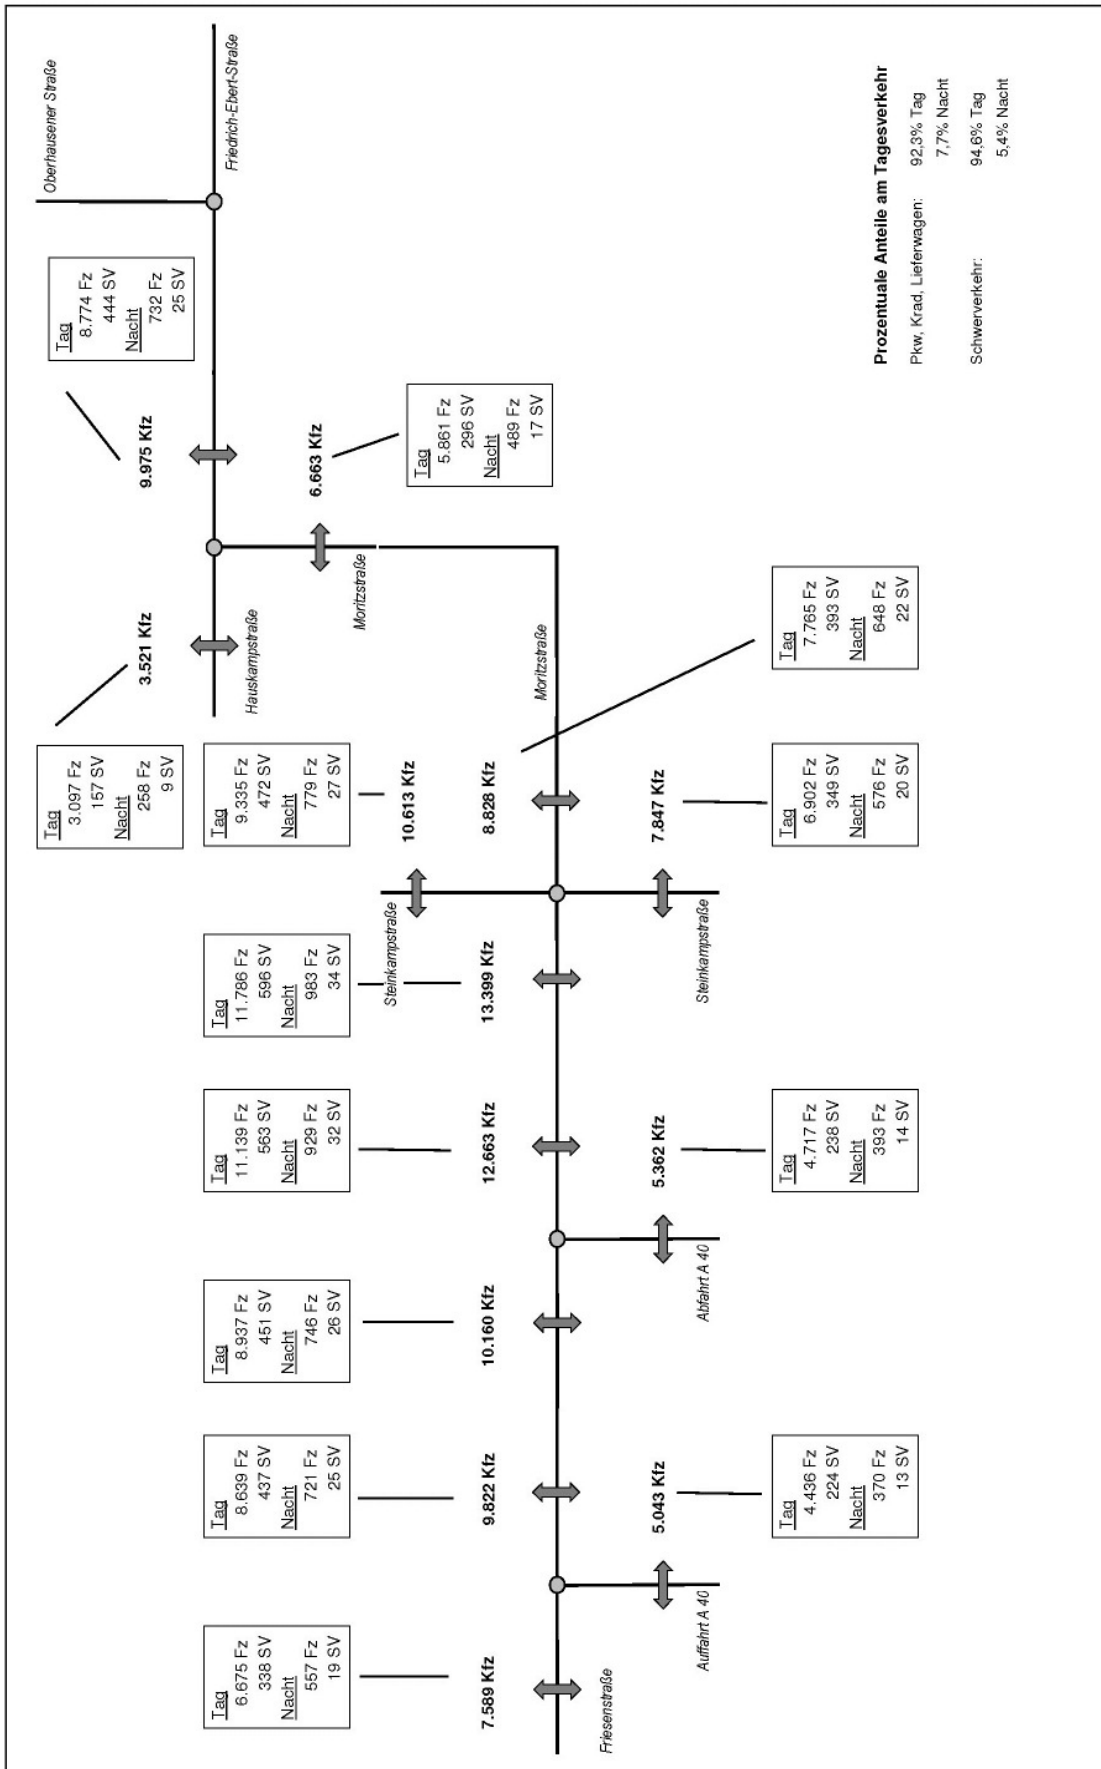 Oberhausener Straße
Friedrich-Ebert-Straße
Tag
8.774 Fz
444 SV
Nacht
732 Fz
25 SV
9.975 Kfz
6.663 Kfz
Tag
5.861 Fz
296 SV
Nacht
489 Fz
17 SV
Moritzstraße
3.521 Kfz
Hauskampstraße
Tag
3.097 Fz
157 SV
Nacht
258 Fz
9 SV
Tag
9.335 Fz
472 SV
Nacht
779 Fz
27 SV
10.613 Kfz
8.828 Kfz
Moritzstraße
Tag
7.765 Fz
393 SV
Nacht
648 Fz
22 SV
7.847 Kfz
Tag
6.902 Fz
349 SV
Nacht
576 Fz
20 SV
Steinkampstraße
Steinkampstraße
Tag
11.786 Fz
596 SV
Nacht
983 Fz
34 SV
13.399 Kfz
Tag
11.139 Fz
563 SV
Nacht
929 Fz
32 SV
12.663 Kfz
5.362 Kfz
Tag
4.717 Fz
238 SV
Nacht
393 Fz
14 SV
Abfahrt A 40
Tag
8.937 Fz
451 SV
Nacht
746 Fz
26 SV
10.160 Kfz
Tag
8.639 Fz
437 SV
Nacht
721 Fz
25 SV
9.822 Kfz
5.043 Kfz
Tag
4.436 Fz
224 SV
Nacht
370 Fz
13 SV
Auffahrt A 40
Tag
6.675 Fz
338 SV
Nacht
557 Fz
19 SV
7.589 Kfz
Friesenstraße
Prozentuale Anteile am Tagesverkehr
Pkw, Krad, Lieferwagen: 92,3% Tag
7,7% Nacht
Schwerverkehr: 94,6% Tag
5,4% Nacht